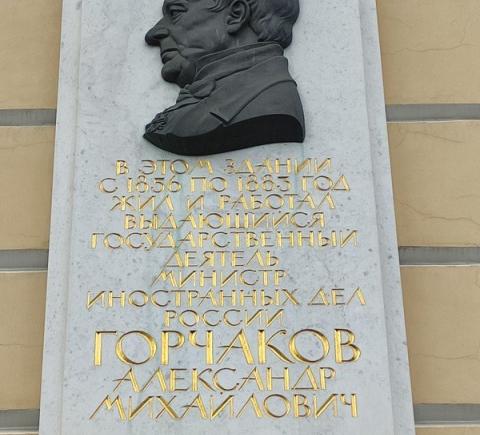 В ЭТОМ ЗДАНИИ
С 1856 ПО 1883 ГОД
ЖИЛ И РАБОТАЛ
ВЫДАЮЩИЙСЯ
ГОСУДАРСТВЕННЫЙ
ДЕЯТЕЛЬ
МИНИСТР
ИНОСТРАННЫХ ДЕЛ
РОССИИ
ГОРЧАКОВ
АЛЕКСАНДР
МИХАЙЛОВИЧ